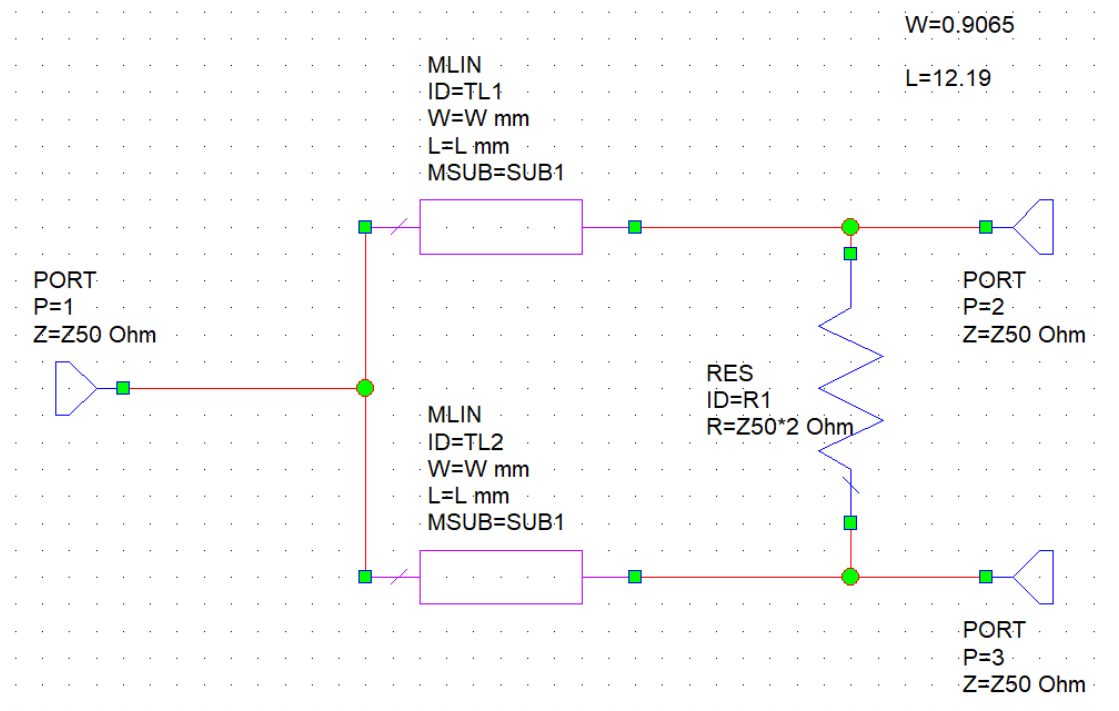 W=0.9065
L=12.19
MLIN
ID=TL1
W=W mm
L=L mm
MSUB=SUB1
PORT
P=1
Z=Z50 Ohm
PORT
P=2
Z=Z50 Ohm
RES
ID=R1
R=Z50*2 Ohm
MLIN
ID=TL2
W=W mm
L=L mm
MSUB=SUB1
PORT
P=3
Z=Z50 Ohm